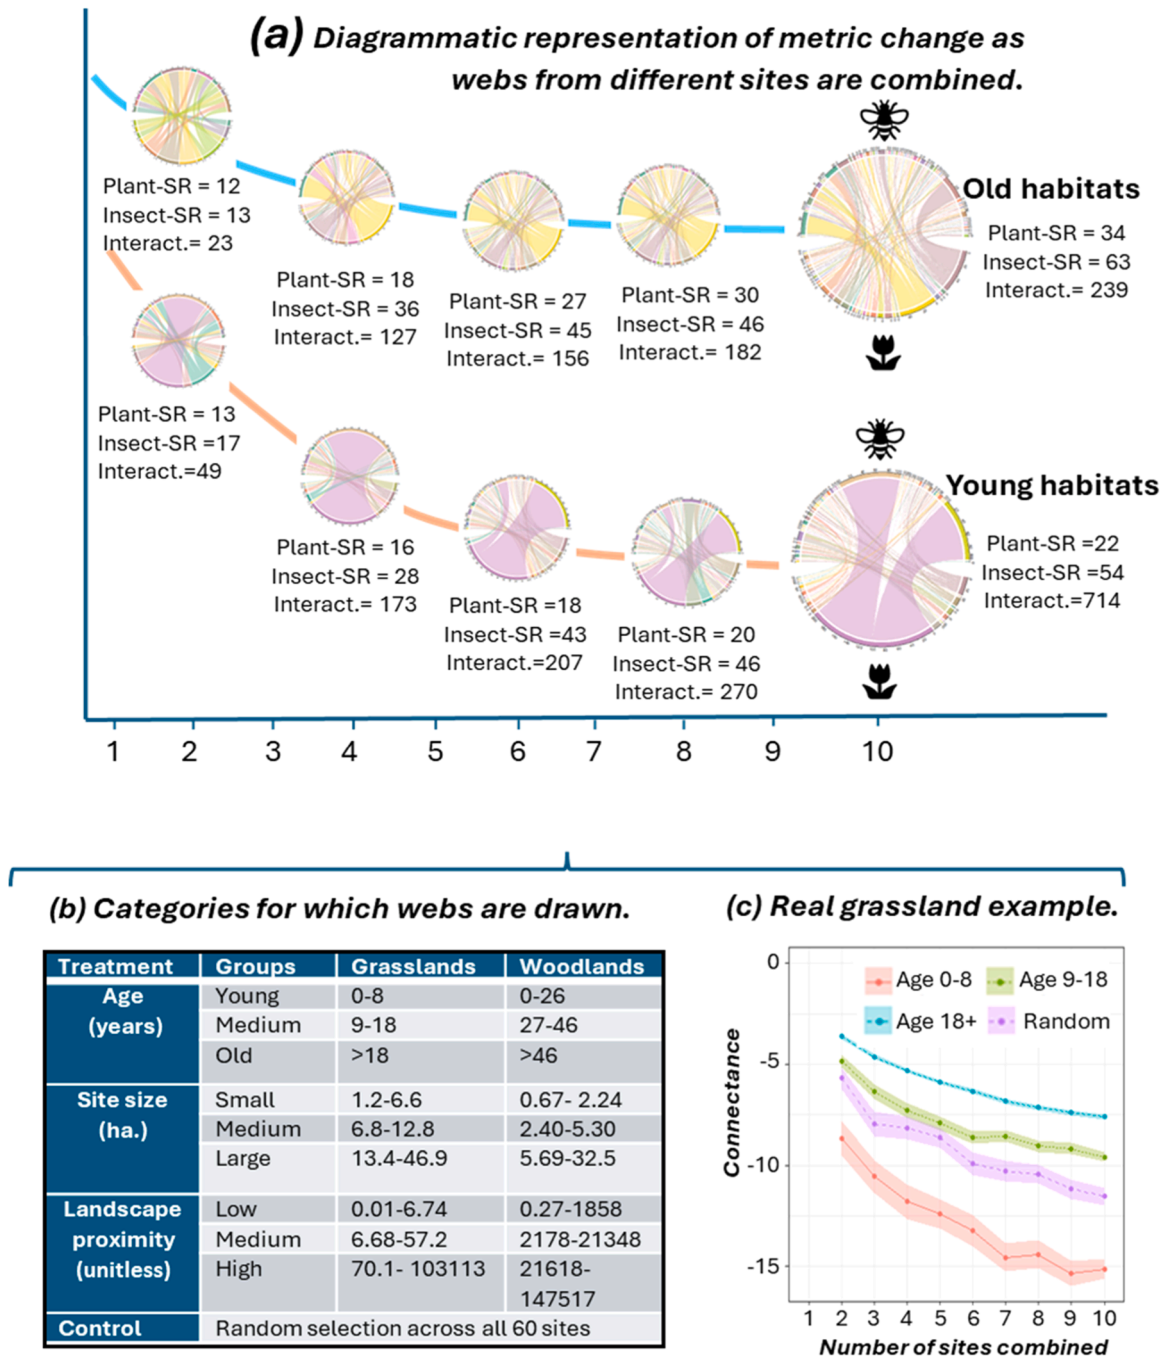 (a) Diagrammatic representation of metric change as
webs from different sites are combined.
Plant-SR = 12
Insect-SR = 13
Interact.= 23
Plant-SR = 18
Insect-SR = 36
Interact.= 127
Plant-SR = 27
Insect-SR = 45
Interact.= 156
Plant-SR = 30
Insect-SR = 46
Interact.= 182
Old habitats
Plant-SR = 34
Insect-SR = 63
Interact.= 239
Plant-SR = 13
Insect-SR =17
Interact.=49
Plant-SR = 16
Insect-SR = 28
Interact.= 173
Plant-SR =18
Insect-SR =43
Interact.=207
Plant-SR = 20
Insect-SR = 46
Interact.= 270
Young habitats
Plant-SR =22
Insect-SR =54
Interact.=714
1 2 3 4 5 6 7 8 9 10
(b) Categories for which webs are drawn.
Treatment Groups Grasslands Woodlands
Age
(years)
Young 0-8 0-26
Medium 9-18 27-46
Old >18 >46
Site size
(ha.)
Small 1.2-6.6 0.67- 2.24
Medium 6.8-12.8 2.40-5.30
Large 13.4-46.9 5.69-32.5
Landscape
proximity
(unitless)
Low 0.01-6.74 0.27-1858
Medium 6.68-57.2 2178-21348
High 70.1- 103113 21618-
147517
Control Random selection across all 60 sites
(c) Real grassland example.
Age 0-8 Age 9-18
Age 18+ Random
Connectance
0
-5
-10
-15
1 2 3 4 5 6 7 8 9 10
Number of sites combined